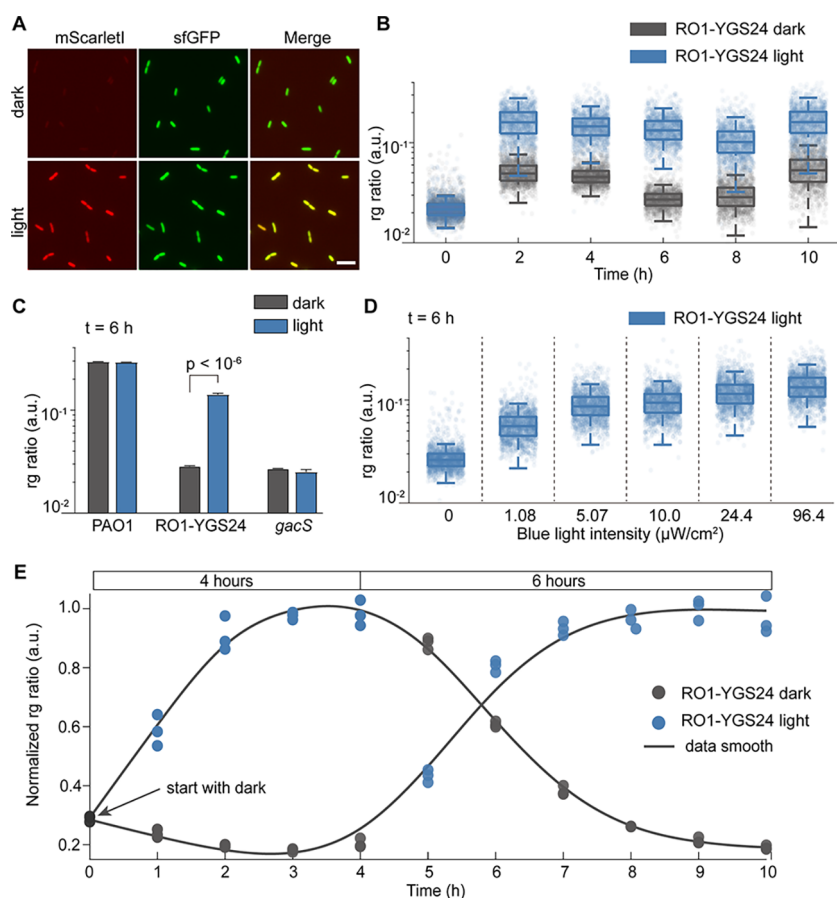 A
mScarletI sfGFP Merge
dark
light
B
RO1-YGS24 dark
RO1-YGS24 light
rg ratio (a.u.)
10-1
10-2
0 2 4 6 8 10
Time (h)
C
dark
light
t = 6 h
p < 10-6
rg ratio (a.u.)
10-1
10-2
PAO1 RO1-YGS24 gacS
D
t = 6 h
RO1-YGS24 light
rg ratio (a.u.)
10-1
10-2
0 1.08 5.07 10.0 24.4 96.4
Blue light intensity (μW/cm²)
E
4 hours 6 hours
Normalized rg ratio (a.u.)
1.0
0.8
0.6
0.4
0.2
start with dark
RO1-YGS24 dark
RO1-YGS24 light
data smooth
0 1 2 3 4 5 6 7 8 9 10
Time (h)